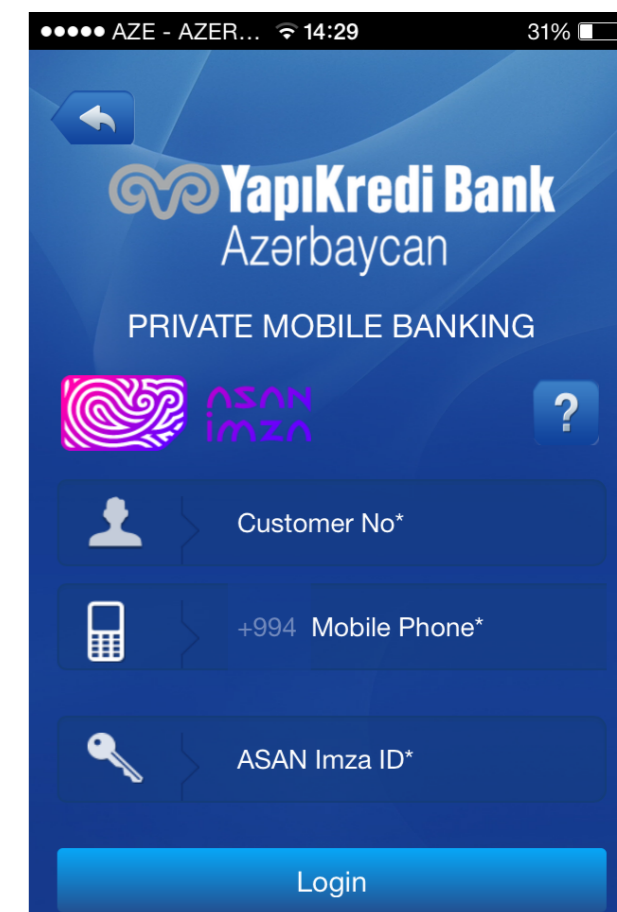 AZE - AZER... 14:29 31%
YapıKredi Bank
Azərbaycan
PRIVATE MOBILE BANKING
ASAN
İmza
?
Customer No*
+994 Mobile Phone*
ASAN Imza ID*
Login